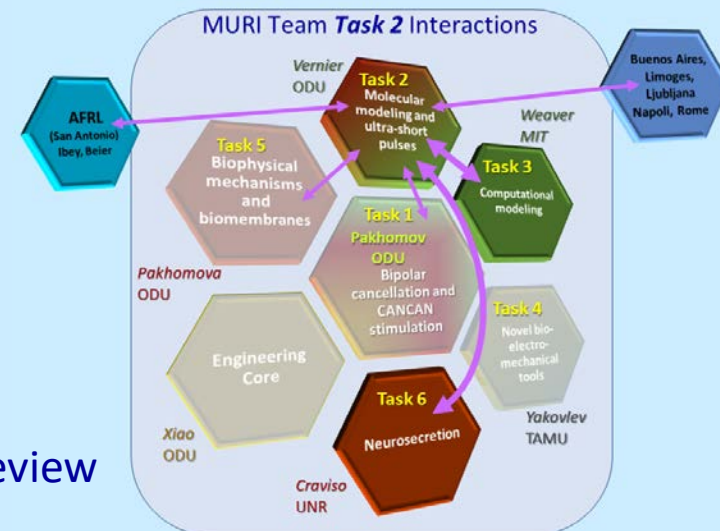 MURI Team Task 2 Interactions
Vernier
ODU
Task 2
Molecular
modeling and
ultra-short
pulses
Buenos Aires,
Limoges,
Ljubljana
Napoli, Rome
AFRL
(San Antonio)
Ibey, Beier
Weaver
MIT
Task 5
Biophysical
mechanisms
and
biomembranes
Task 3
Computational
modeling
Task 1
Pakhomov
ODU
Bipolar
cancellation and
CANCAN
stimulation
Pakhomova
ODU
Task 4
Novel bio-
electro-
mechanical
tools
Engineering
Core
Task 6
Neurosecretion
Yakovlev
TAMU
Xiao
ODU
eview
Craviso
UNR